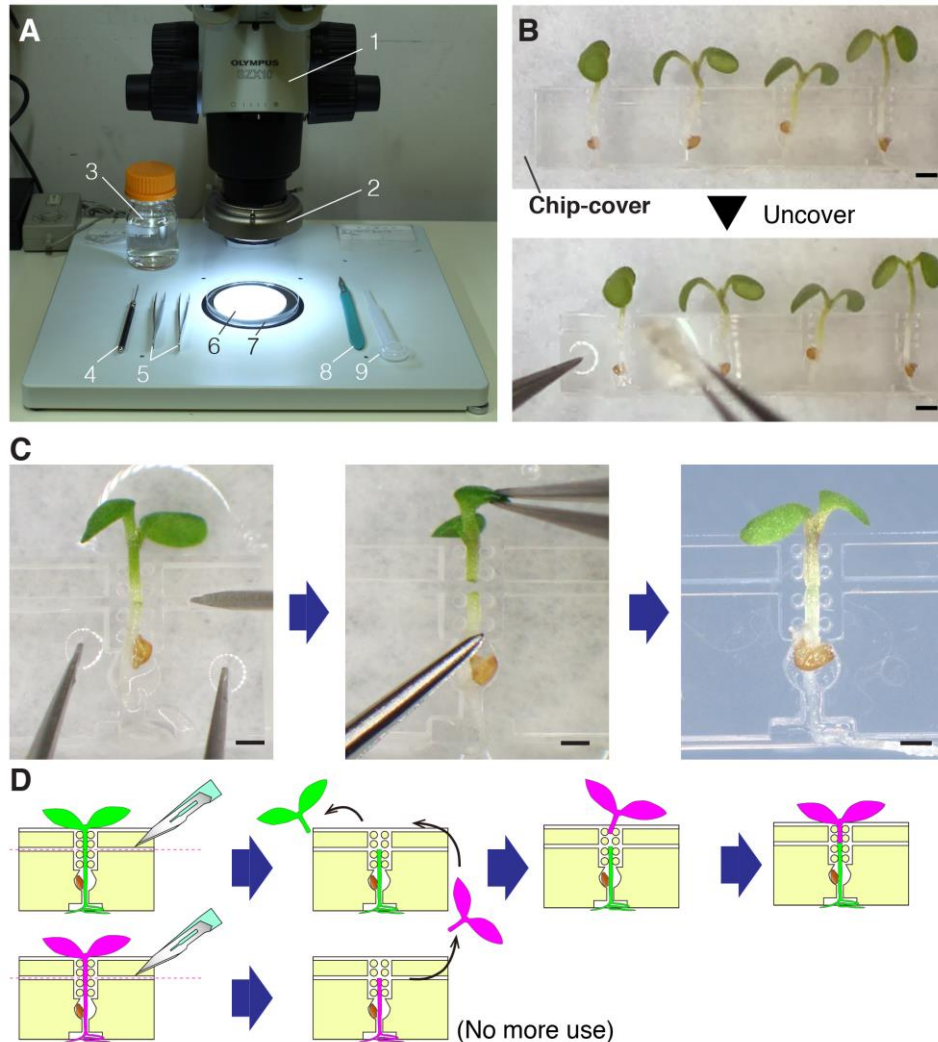 A
OLYMPUS
SZX10
1
2
3
4
5
6
7
8
9
B
Chip-cover
Uncover
C
D
(No more use)